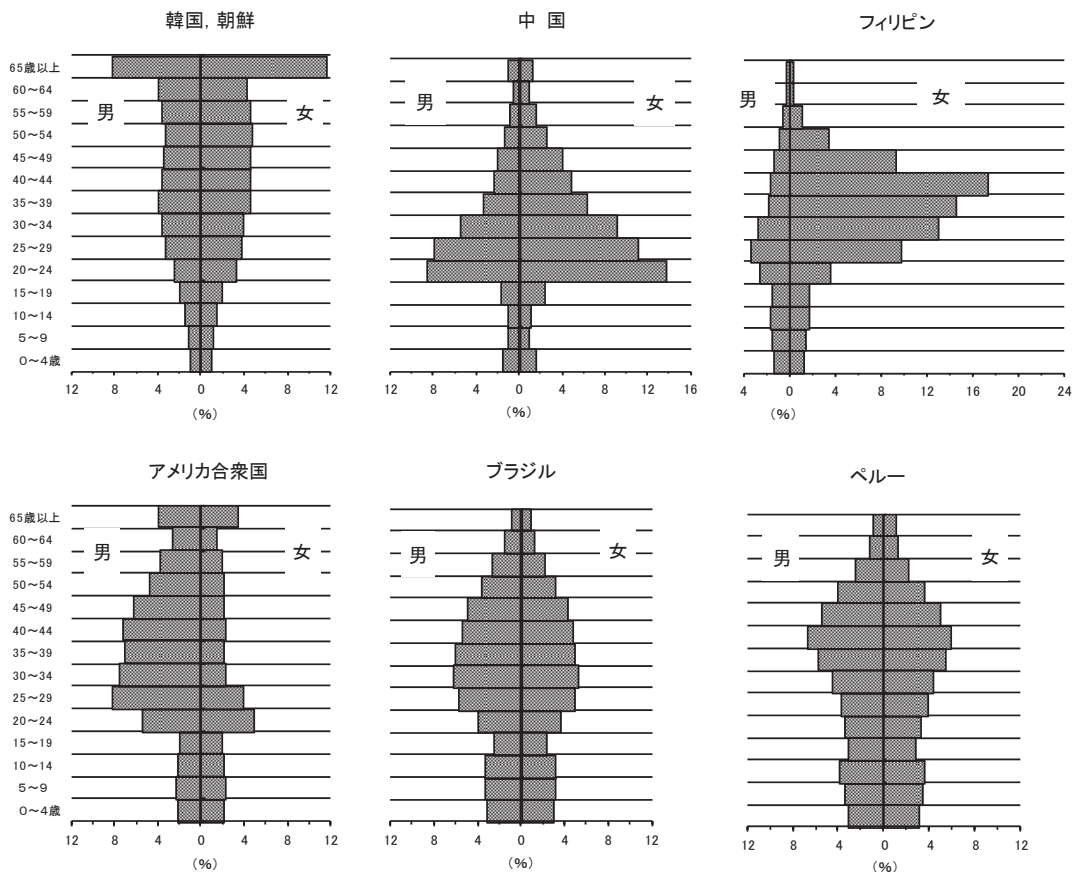 韓国,朝鮮
65歳以上
60～64
55～59
50～54
45～49
40～44
35～39
30～34
25～29
20～24
15～19
10～14
5～9
0～4歳
男
女
12 8 4 0 4 8 12
(%)
中 国
男
女
12 8 4 0 4 8 12 16
(%)
フィリピン
男
女
4 0 4 8 12 16 20 24
(%)
アメリカ合衆国
65歳以上
60～64
55～59
50～54
45～49
40～44
35～39
30～34
25～29
20～24
15～19
10～14
5～9
0～4歳
男
女
12 8 4 0 4 8 12
(%)
ブラジル
男
女
12 8 4 0 4 8 12
(%)
ペルー
男
女
12 8 4 0 4 8 12
(%)